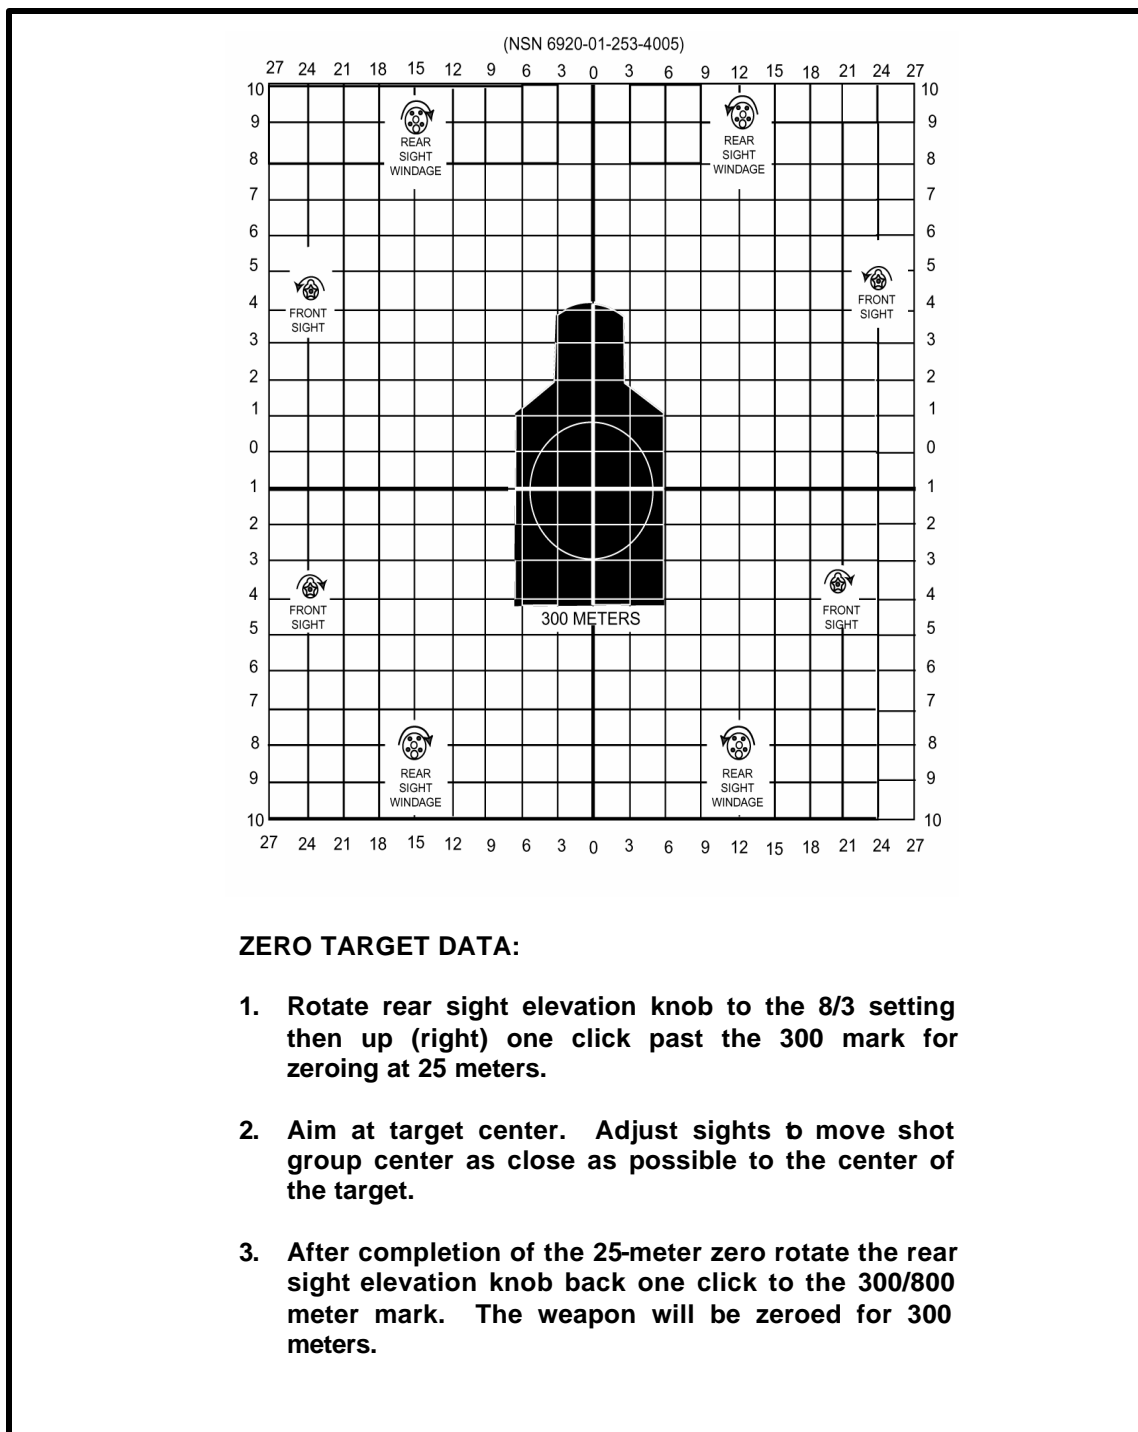 (NSN 6920-01-253-4005)
27 24 21 18 15 12 9 6 3 0 3 6 9 12 15 18 21 24 27
10 10
9 9
REAR REAR
SIGHT SIGHT
8 8
WINDAGE WINDAGE
7 7
6 6
5 5
4 FRONT FRONT 4
SIGHT SIGHT
3 3
2 2
1 1
0 0
1 1
2 2
3 3
4 4
FRONT 300 METERS FRONT
SIGHT SIGHT
5 5
6 6
7 7
8 8
REAR REAR
9 SIGHT SIGHT 9
WINDAGE WINDAGE
10 10
27 24 21 18 15 12 9 6 3 0 3 6 9 12 15 18 21 24 27
ZERO TARGET DATA:
1. Rotate rear sight elevation knob to the 8/3 setting
then up (right) one click past the 300 mark for
zeroing at 25 meters.
2. Aim at target center. Adjust sights to move shot
group center as close as possible to the center of
the target.
3. After completion of the 25-meter zero rotate the rear
sight elevation knob back one click to the 300/800
meter mark. The weapon will be zeroed for 300
meters.